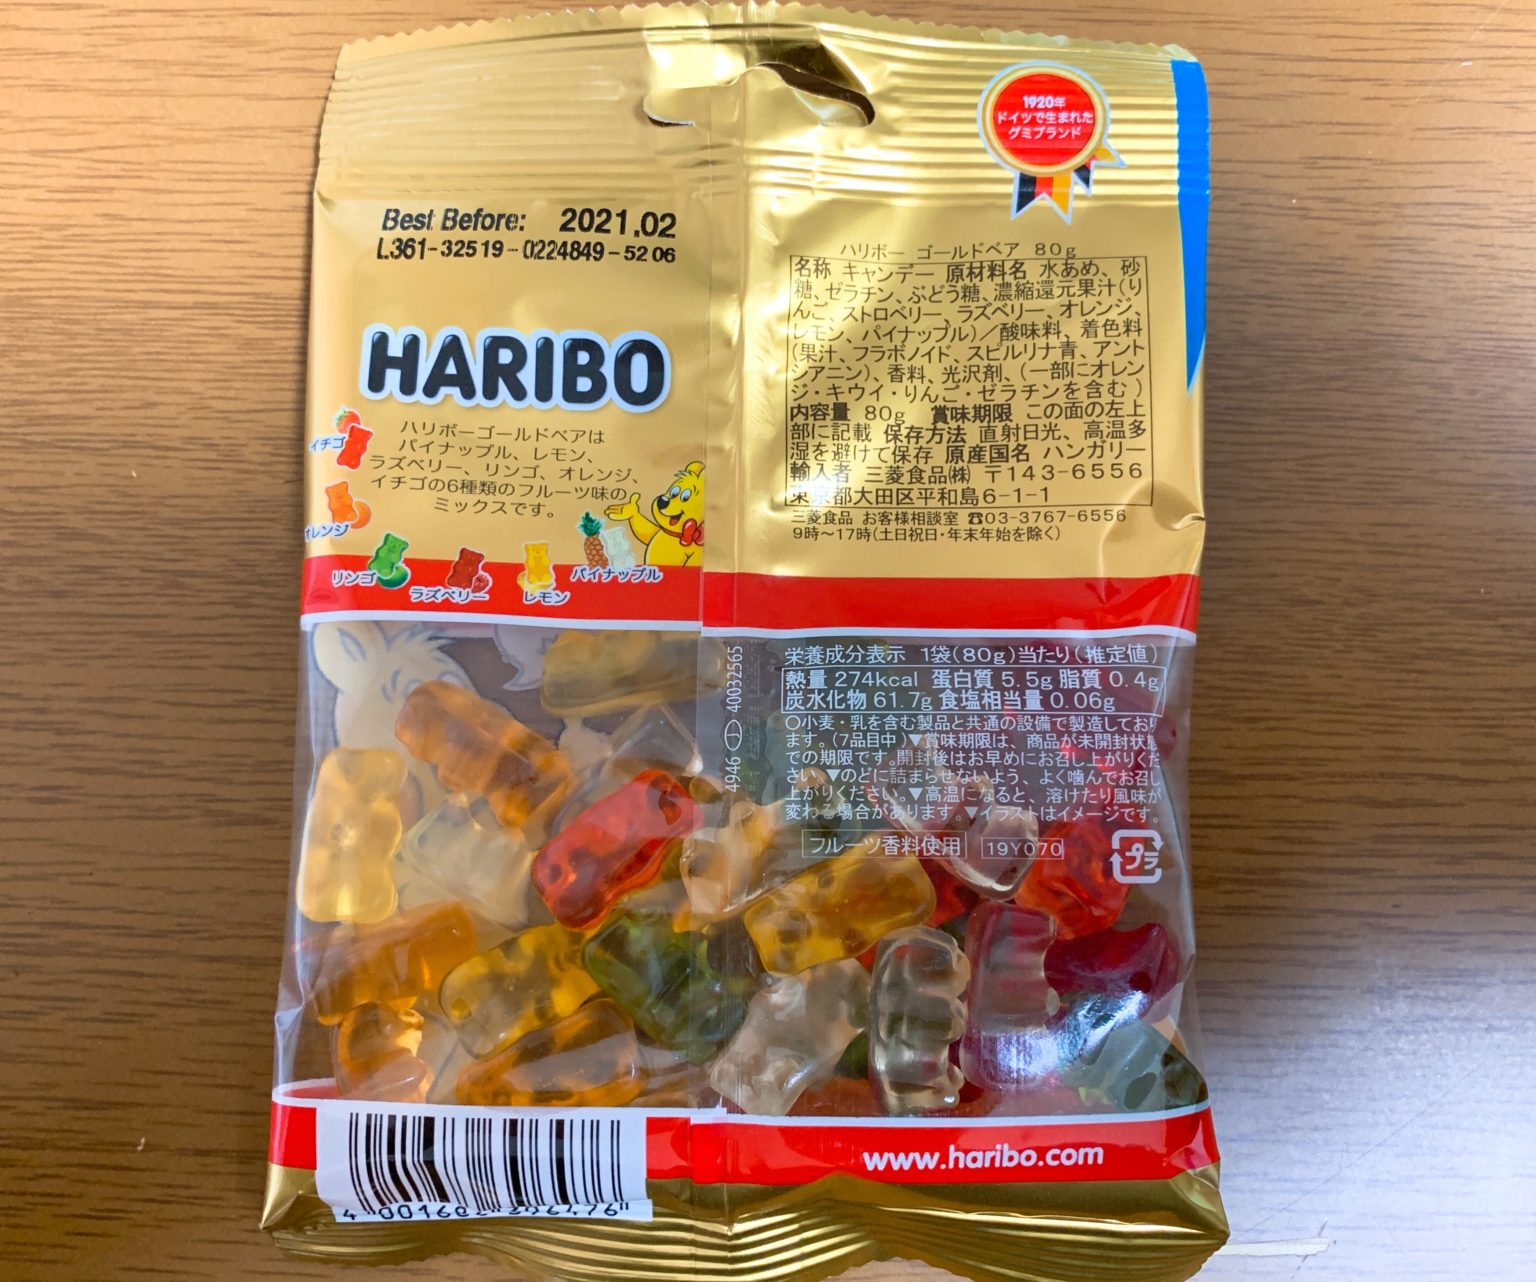 Best Before: 2021.02
L361-32519-0224849-5206
HARIBO
ハリボーゴールドベアは
パイナップル、レモン、
ラズベリー、リンゴ、オレンジ、
イチゴの6種類のフルーツ味の
ミックスです。
イチゴ
オレンジ
リンゴ
ラズベリー
レモン
パイナップル
1920年
ドイツで生まれた
グミブランド
ハリボー ゴールドベア 80g
名称 キャンデー 原材料名 水あめ、砂
糖、ゼラチン、ぶどう糖、濃縮還元果汁(り
んご、ストロベリー、ラズベリー、オレンジ、
レモン、パイナップル)/酸味料、着色料
(果汁、フラボノイド、スピルリナ青、アント
シアニン)、香料、光沢剤、(一部にオレン
ジ・キウイ・りんご・ゼラチンを含む)
内容量 80g 賞味期限 この面の左上
部に記載 保存方法 直射日光、高温多
湿を避けて保存 原産国名 ハンガリー
輸入者 三菱食品㈱ 〒143-6556
東京都大田区平和島6-1-1
三菱食品 お客様相談室 ☎03-3767-6556
9時〜17時(土日祝日・年末年始を除く)
4946 40032565
栄養成分表示 1袋(80g)当たり(推定値)
熱量 274kcal 蛋白質 5.5g 脂質 0.4g
炭水化物 61.7g 食塩相当量 0.06g
○小麦・乳を含む製品と共通の設備で製造しており
ます。(7品目中)▼賞味期限は、商品が未開封状態
での期限です。開封後はお早めにお召し上がりくだ
さい。▼のどに詰まらせないよう、よく噛んでお召し
上がりください。▼高温になると、溶けたり風味が
変わる場合があります。▼イラストはイメージです。
フルーツ香料使用 19Y070
プラ
www.haribo.com